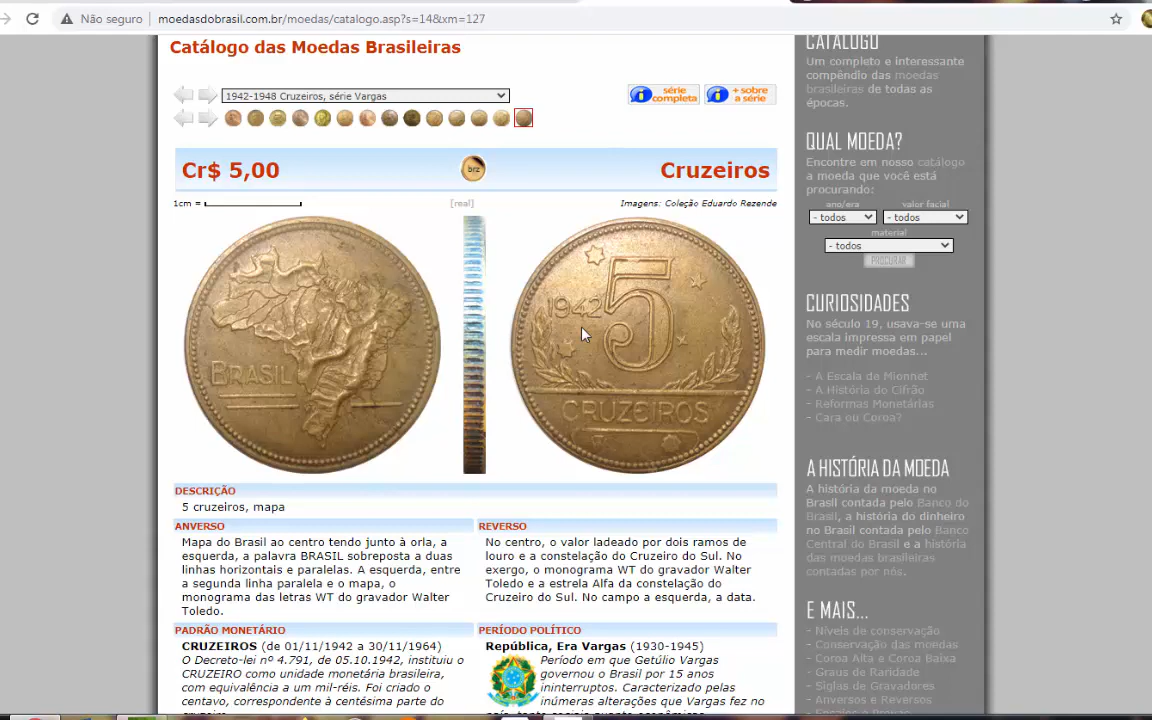 Não seguro
moedasdobrasil.com.br/moedas/catalogo.asp?s=14&xm=127
Catálogo das Moedas Brasileiras
1942-1948 Cruzeiros, série Vargas
série completa
+ sobre a série
Cr$ 5,00
brz
Cruzeiros
1cm =
[real]
Imagens: Coleção Eduardo Rezende
BRASIL
1942
5
CRUZEIROS
DESCRIÇÃO
5 cruzeiros, mapa
ANVERSO
Mapa do Brasil ao centro tendo junto à orla, a
esquerda, a palavra BRASIL sobreposta a duas
linhas horizontais e paralelas. A esquerda, entre
a segunda linha paralela e o mapa, o
monograma das letras WT do gravador Walter
Toledo.
REVERSO
No centro, o valor ladeado por dois ramos de
louro e a constelação do Cruzeiro do Sul. No
exergo, o monograma WT do gravador Walter
Toledo e a estrela Alfa da constelação do
Cruzeiro do Sul. No campo a esquerda, a data.
PADRÃO MONETÁRIO
CRUZEIROS (de 01/11/1942 a 30/11/1964)
O Decreto-lei nº 4.791, de 05.10.1942, instituiu o
CRUZEIRO como unidade monetária brasileira,
com equivalência a um mil-réis. Foi criado o
centavo, correspondente à centésima parte do
PERÍODO POLÍTICO
República, Era Vargas (1930-1945)
Período em que Getúlio Vargas
governou o Brasil por 15 anos
ininterruptos. Caracterizado pelas
inúmeras alterações que Vargas fez no
CATÁLOGO
Um completo e interessante
compêndio das moedas
brasileiras de todas as
épocas.
QUAL MOEDA?
Encontre em nosso catálogo
a moeda que você está
procurando:
ano/era
valor facial
- todos
- todos
material
- todos
PROCURAR
CURIOSIDADES
No século 19, usava-se uma
escala impressa em papel
para medir moedas...
- A Escala de Mionnet
- A História do Cifrão
- Reformas Monetárias
- Cara ou Coroa?
A HISTÓRIA DA MOEDA
A história da moeda no
Brasil contada pelo Banco do
Brasil, a história do dinheiro
no Brasil contada pelo Banco
Central do Brasil e a história
das moedas brasileiras
contadas por nós.
E MAIS...
- Níveis de conservação
- Conservação das moedas
- Coroa Alta e Coroa Baixa
- Graus de Raridade
- Siglas de Gravadores
- Anversos e Reversos